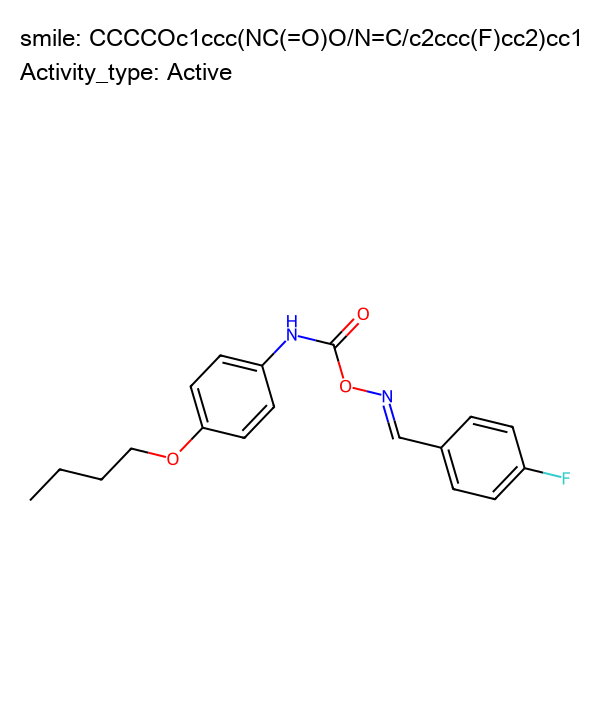 smile: CCCCOc1ccc(NC(=O)O/N=C/c2ccc(F)cc2)cc1
Activity_type: Active
H
N
O
O
N
O
F